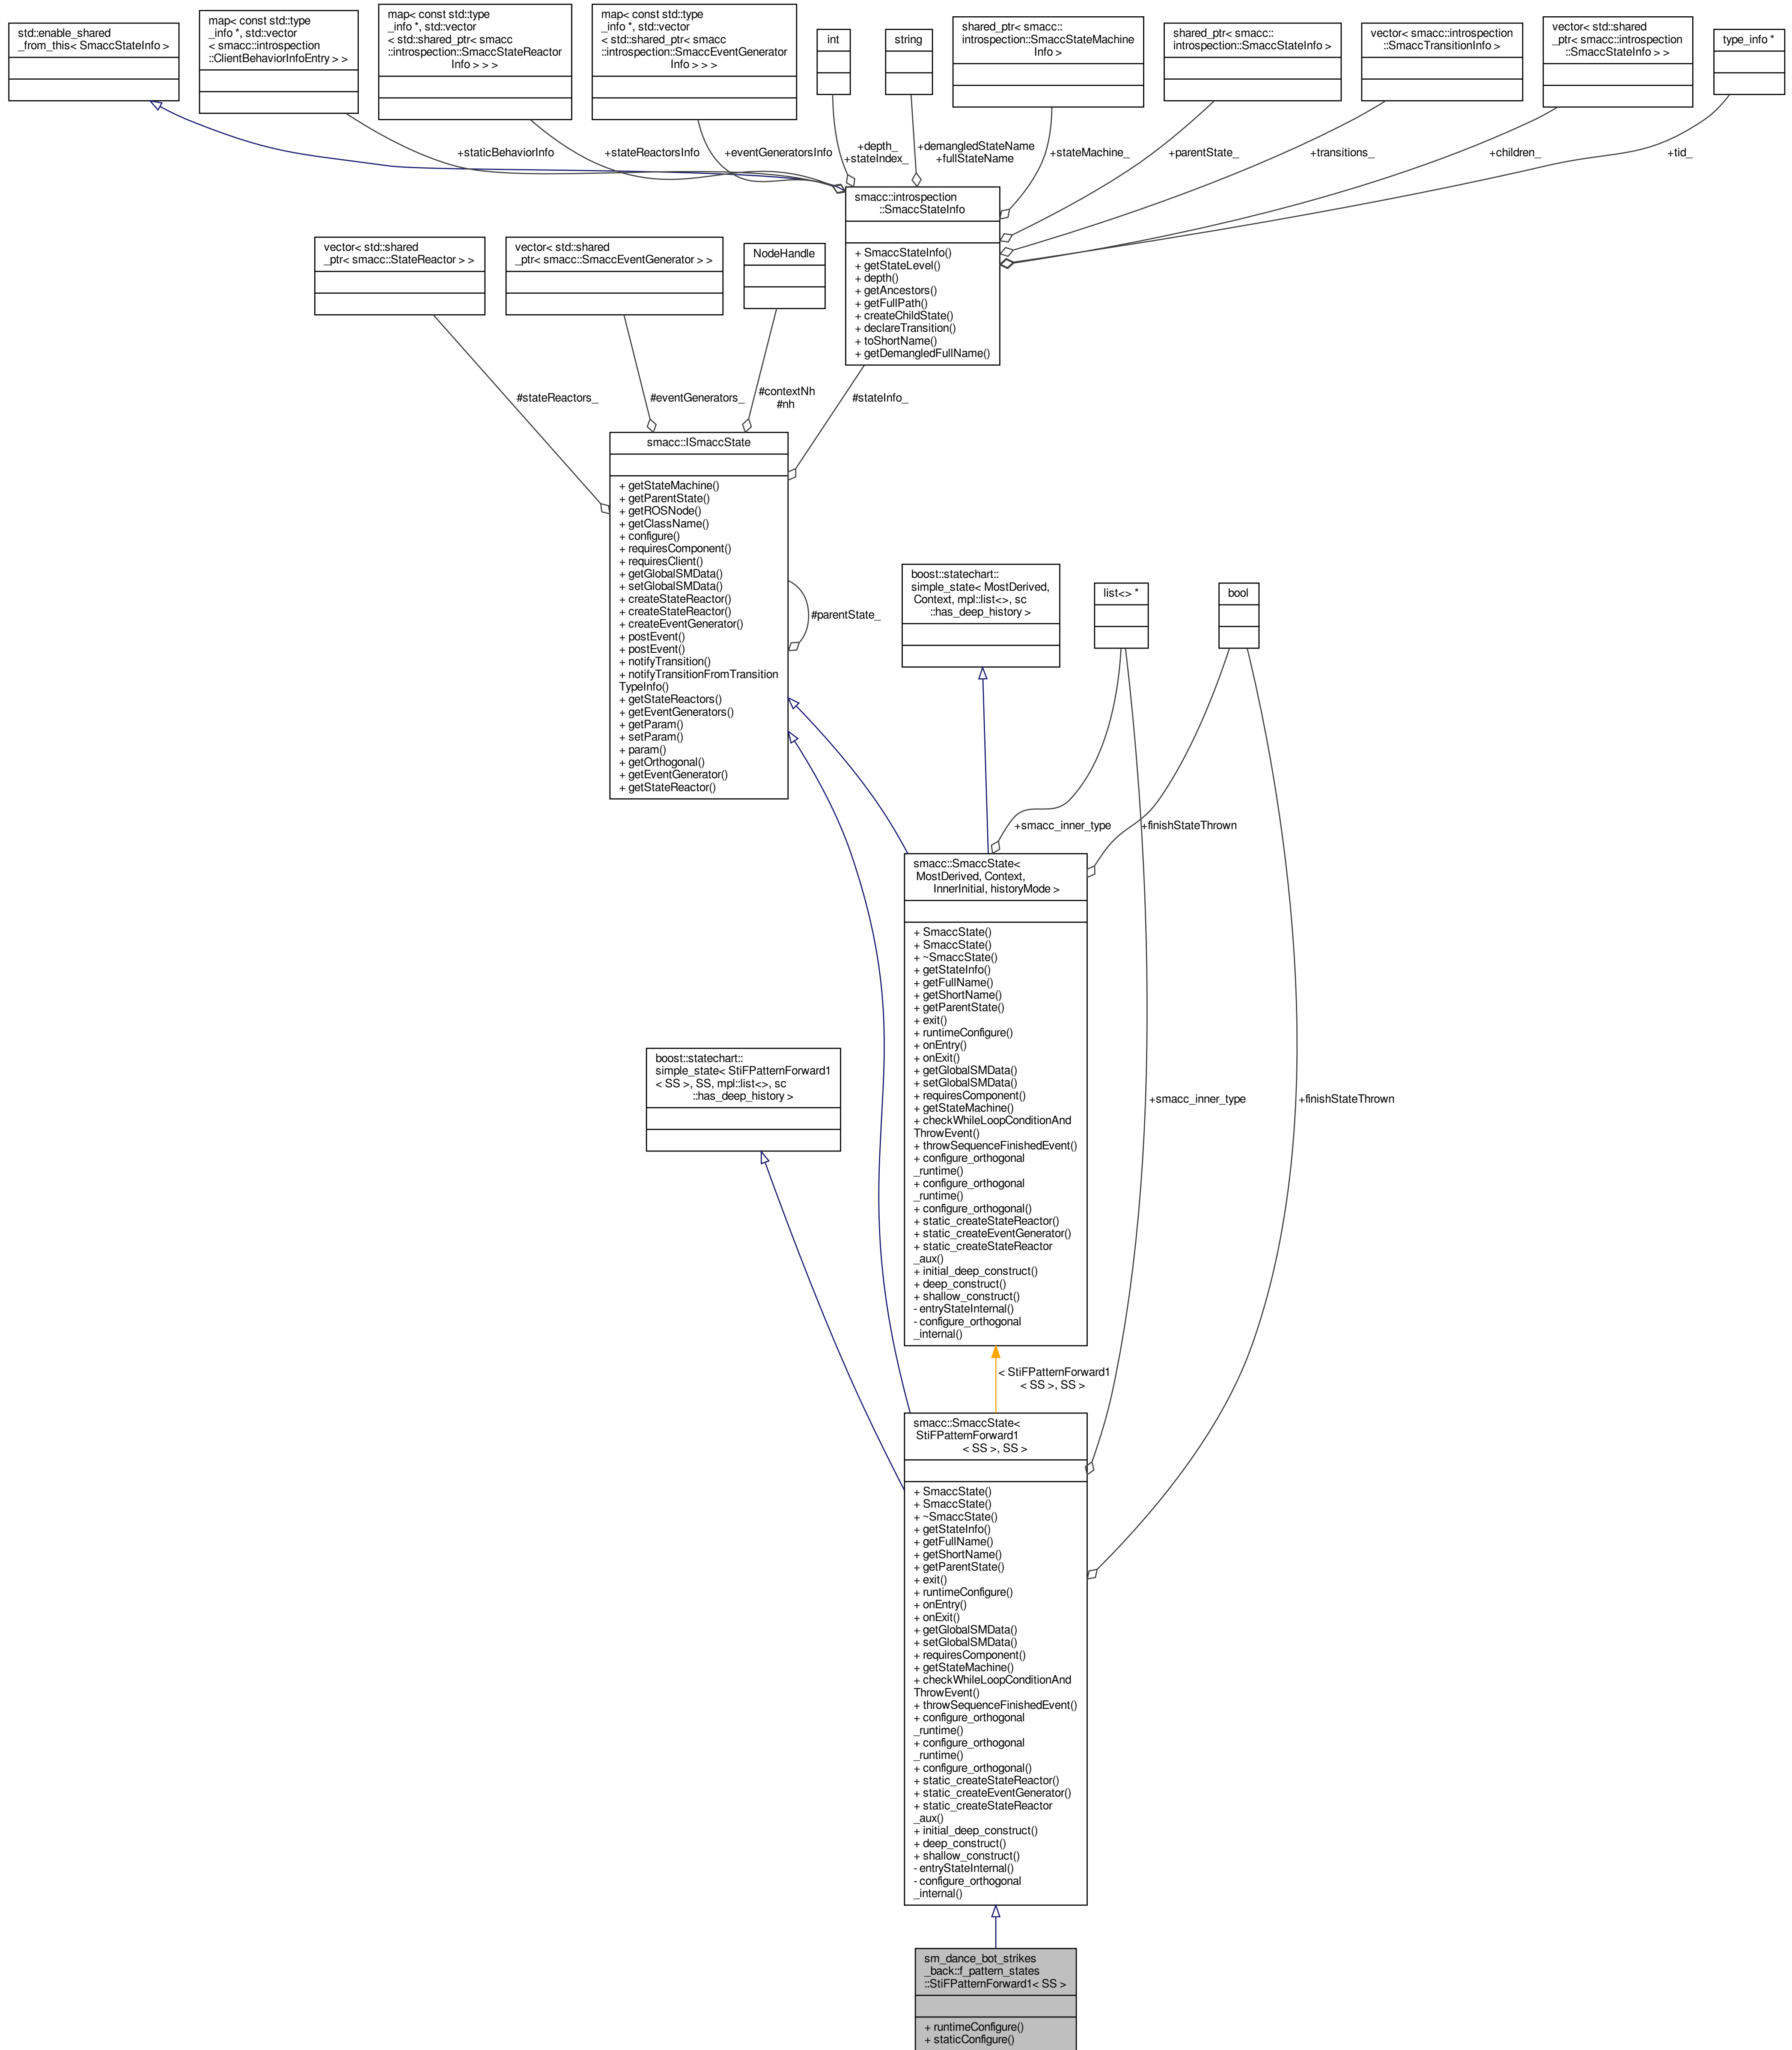 std::enable_shared
_from_this< SmaccStateInfo >
map< const std::type
_info *, std::vector
< smacc::introspection
::ClientBehaviorInfoEntry > >
map< const std::type
_info *, std::vector
< std::shared_ptr< smacc
::introspection::SmaccStateReactor
Info > > >
map< const std::type
_info *, std::vector
< std::shared_ptr< smacc
::introspection::SmaccEventGenerator
Info > > >
int
string
shared_ptr< smacc::
introspection::SmaccStateMachine
Info >
shared_ptr< smacc::
introspection::SmaccStateInfo >
vector< smacc::introspection
::SmaccTransitionInfo >
vector< std::shared
_ptr< smacc::introspection
::SmaccStateInfo > >
type_info *
+staticBehaviorInfo
+stateReactorsInfo
+eventGeneratorsInfo
+depth_
+stateIndex_
+demangledStateName
+fullStateName
+stateMachine_
+parentState_
+transitions_
+children_
+tid_
smacc::introspection
::SmaccStateInfo
+ SmaccStateInfo()
+ getStateLevel()
+ depth()
+ getAncestors()
+ getFullPath()
+ createChildState()
+ declareTransition()
+ toShortName()
+ getDemangledFullName()
vector< std::shared
_ptr< smacc::StateReactor > >
vector< std::shared
_ptr< smacc::SmaccEventGenerator > >
NodeHandle
#stateReactors_
#eventGenerators_
#contextNh
#nh
#stateInfo_
smacc::ISmaccState
+ getStateMachine()
+ getParentState()
+ getROSNode()
+ getClassName()
+ configure()
+ requiresComponent()
+ requiresClient()
+ getGlobalSMData()
+ setGlobalSMData()
+ createStateReactor()
+ createStateReactor()
+ createEventGenerator()
+ postEvent()
+ postEvent()
+ notifyTransition()
+ notifyTransitionFromTransition
TypeInfo()
+ getStateReactors()
+ getEventGenerators()
+ getParam()
+ setParam()
+ param()
+ getOrthogonal()
+ getEventGenerator()
+ getStateReactor()
#parentState_
boost::statechart::
simple_state< MostDerived,
Context, mpl::list<>, sc
::has_deep_history >
list<> *
bool
+smacc_inner_type
+finishStateThrown
smacc::SmaccState<
MostDerived, Context,
InnerInitial, historyMode >
+ SmaccState()
+ SmaccState()
+ ~SmaccState()
+ getStateInfo()
+ getFullName()
+ getShortName()
+ getParentState()
+ exit()
+ runtimeConfigure()
+ onEntry()
+ onExit()
+ getGlobalSMData()
+ setGlobalSMData()
+ requiresComponent()
+ getStateMachine()
+ checkWhileLoopConditionAnd
ThrowEvent()
+ throwSequenceFinishedEvent()
+ configure_orthogonal
_runtime()
+ configure_orthogonal
_runtime()
+ configure_orthogonal()
+ static_createStateReactor()
+ static_createEventGenerator()
+ static_createStateReactor
_aux()
+ initial_deep_construct()
+ deep_construct()
+ shallow_construct()
- entryStateInternal()
- configure_orthogonal
_internal()
boost::statechart::
simple_state< StiFPatternForward1
< SS >, SS, mpl::list<>, sc
::has_deep_history >
+smacc_inner_type
+finishStateThrown
< StiFPatternForward1
< SS >, SS >
smacc::SmaccState<
StiFPatternForward1
< SS >, SS >
+ SmaccState()
+ SmaccState()
+ ~SmaccState()
+ getStateInfo()
+ getFullName()
+ getShortName()
+ getParentState()
+ exit()
+ runtimeConfigure()
+ onEntry()
+ onExit()
+ getGlobalSMData()
+ setGlobalSMData()
+ requiresComponent()
+ getStateMachine()
+ checkWhileLoopConditionAnd
ThrowEvent()
+ throwSequenceFinishedEvent()
+ configure_orthogonal
_runtime()
+ configure_orthogonal
_runtime()
+ configure_orthogonal()
+ static_createStateReactor()
+ static_createEventGenerator()
+ static_createStateReactor
_aux()
+ initial_deep_construct()
+ deep_construct()
+ shallow_construct()
- entryStateInternal()
- configure_orthogonal
_internal()
sm_dance_bot_strikes
_back::f_pattern_states
::StiFPatternForward1< SS >
+ runtimeConfigure()
+ staticConfigure()